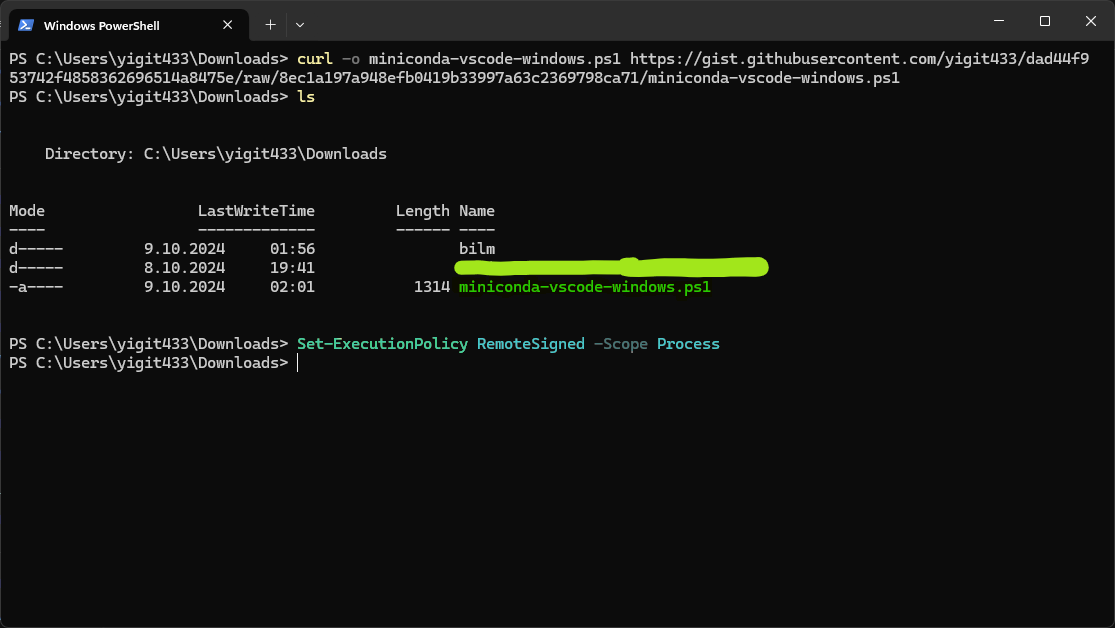 Windows PowerShell
PS C:\Users\yigit433\Downloads> curl -o miniconda-vscode-windows.ps1 https://gist.githubusercontent.com/yigit433/dad44f9
53742f4858362696514a8475e/raw/8ec1a197a948efb0419b33997a63c2369798ca71/miniconda-vscode-windows.ps1
PS C:\Users\yigit433\Downloads> ls
Directory: C:\Users\yigit433\Downloads
Mode LastWriteTime Length Name
---- ------------- ------ ----
d----- 9.10.2024 01:56 bilm
d----- 8.10.2024 19:41
-a---- 9.10.2024 02:01 1314 miniconda-vscode-windows.ps1
PS C:\Users\yigit433\Downloads> Set-ExecutionPolicy RemoteSigned -Scope Process
PS C:\Users\yigit433\Downloads>